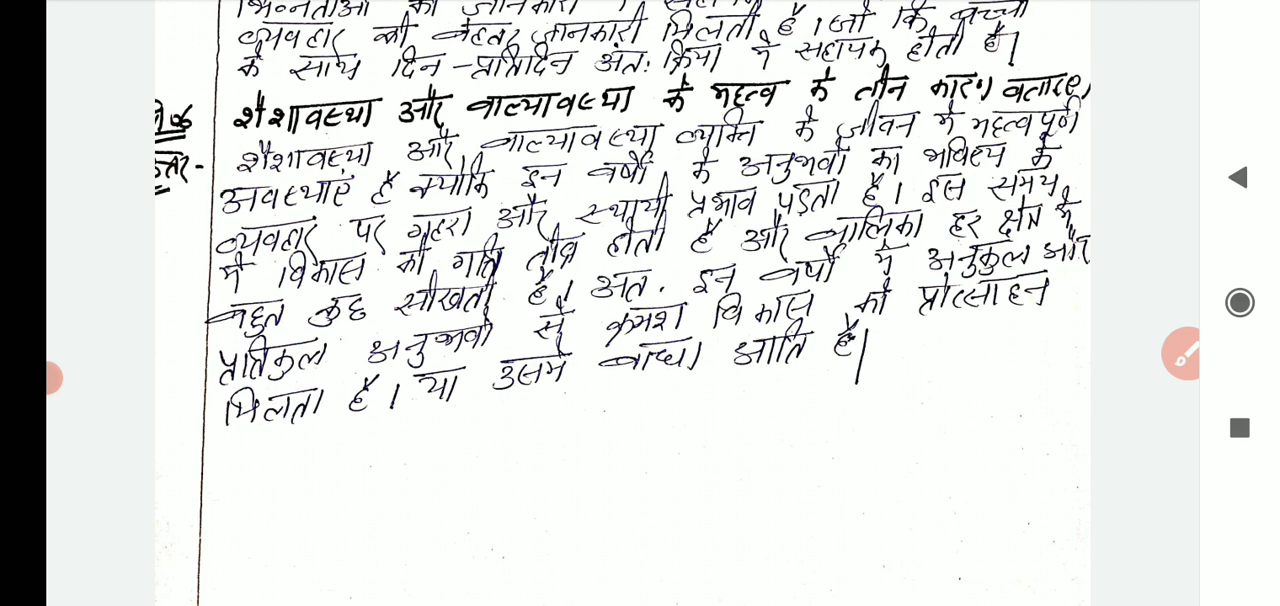 भिन्नताओं की जानकारी
व्यवहार की बेहतर जानकारी मिलती है। जो कि बच्चों
के साथ दिन-प्रतिदिन अंतः क्रिया में सहायक होती है।
शैशावस्था और बाल्यावस्था के महत्व के तीन कारण बताइए,
शैशावस्था और बाल्यावस्था व्यक्ति के जीवन में महत्वपूर्ण
उत्तर- अवस्थाएं है क्योंकि इन वर्षों के अनुभवों का भविष्य के
व्यवहार पर गहरा और स्थायी प्रभाव पड़ता है। इस समय
में विकास की गति तीव्र होती है और बालिका हर क्षेत्र में
बहुत कुछ सीखती है। अत. इन वर्षों में अनुकुल और
प्रतिकुल अनुभवों से क्रमश विकास को प्रोत्साहन
मिलता है। या उसमे बाधा आति है।